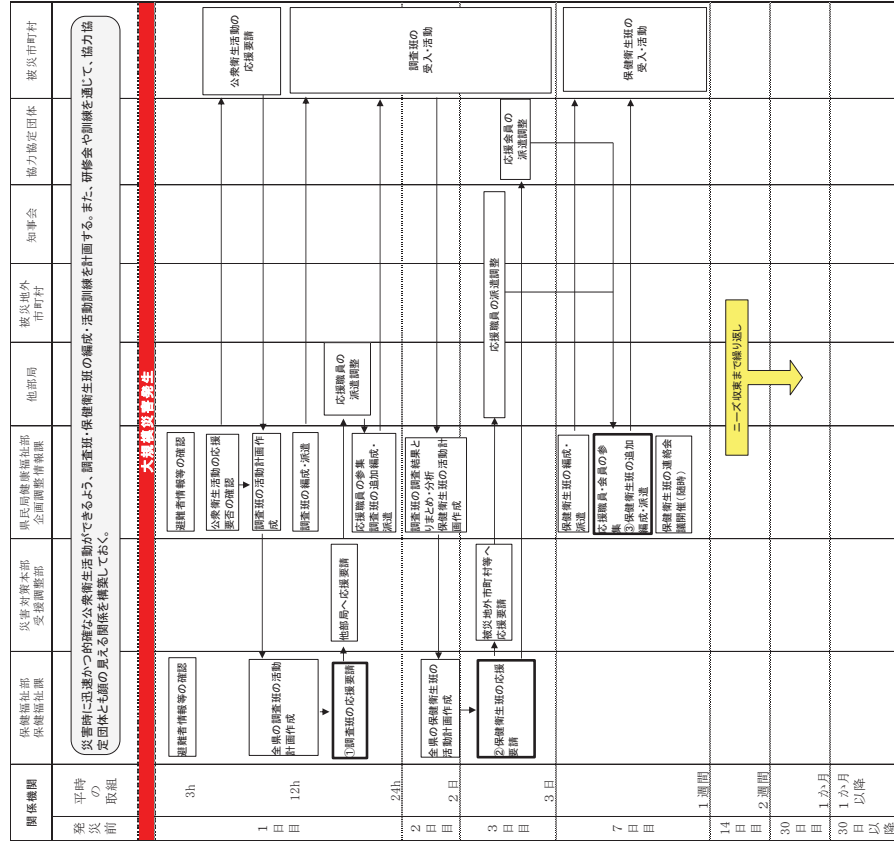 関係機関
保健福祉部
保健福祉課
災害対策本部
受援調整部
県民局健康福祉部
企画調整情報課
他部局
被災地外
市町村
知事会
協力協定団体
被災市町村
発災前
平時の取組
災害時に迅速かつ的確な公衆衛生活動ができるよう、調査班・保健衛生班の編成・活動訓練を計画する。また、研修会や訓練を通じて、協力協
定団体とも顔の見える関係を構築しておく。
大規模災害発生
1日目
3h
12h
24h
避難者情報等の確認
避難者情報等の確認
公衆衛生活動の応援
要否の確認
公衆衛生活動の
応援要請
全県の調査班の活動
計画作成
調査班の活動計画作
成
調査班の編成・派遣
調査班の
受入・活動
①調査班の応援要請
他部局へ応援要請
応援職員の
派遣調整
応援職員の参集
調査班の追加編成・
派遣
2日目
2日
全県の保健衛生班の
活動計画作成
調査班の調査結果と
りまとめ・分析
保健衛生班の活動計
画作成
3日目
3日
②保健衛生班の応援
要請
被災地外市町村等へ
応援要請
応援職員の派遣調整
応援会員の
派遣調整
7日目
1週間
保健衛生班の編成・
派遣
応援職員・会員の参
集
③保健衛生班の追加
編成・派遣
保健衛生班の連絡会
議開催(随時)
保健衛生班の
受入・活動
14日目
2週間
ニーズ収束まで繰り返し
30日目
1か月
30日以降
1か月
以降